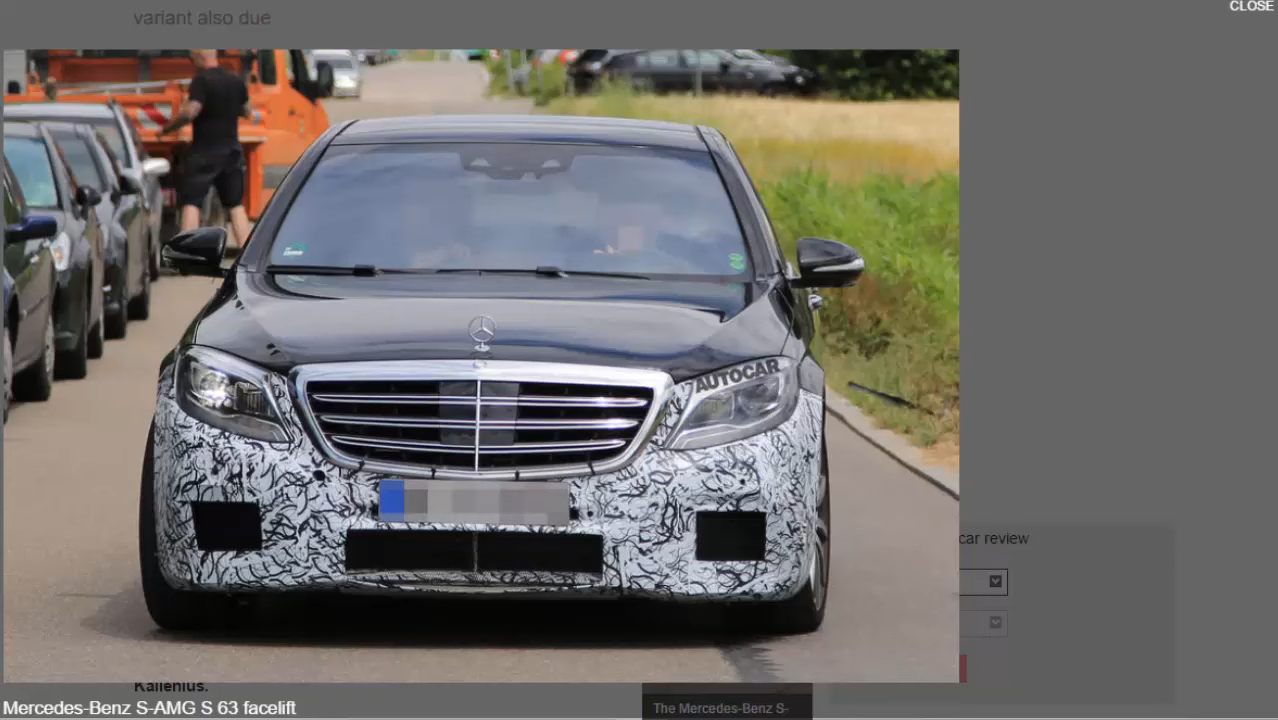 variant also due
CLOSE
AUTOCAR
car review
Kallenius.
Mercedes-Benz S-AMG S 63 facelift
The Mercedes-Benz S-